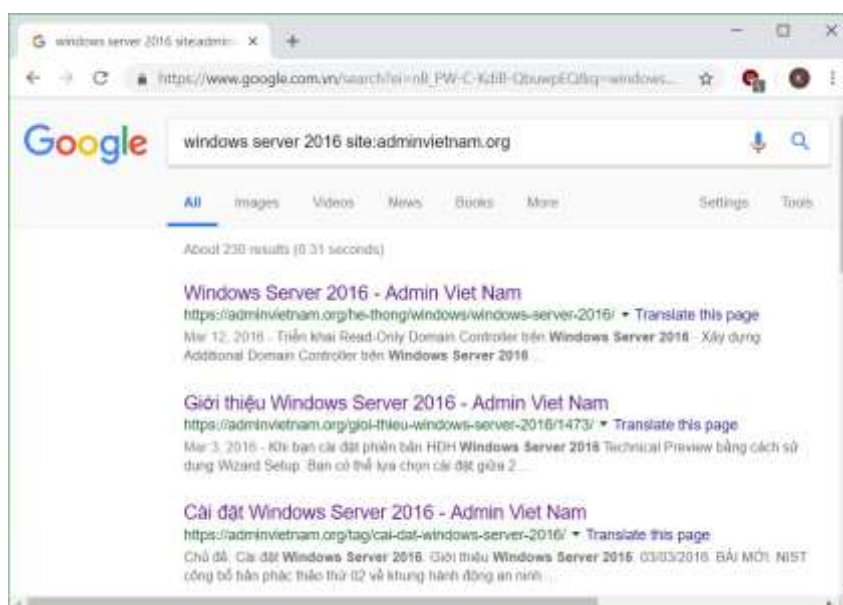 windows server 2016 site:admin
https://www.google.com.vn/search?
Google
windows server 2016 site:adminvietnam.org
All Images Videos News Books More Settings Tools
About 230 results (0.31 seconds)
Windows Server 2016 - Admin Viet Nam
https://adminvietnam.org/he-thong/windows/windows-server-2016/ ▾ Translate this page
Mar 12, 2016 - Triển khai Read-Only Domain Controller trên Windows Server 2016 - Xây dựng
Additional Domain Controller trên Windows Server 2016 ...
Giới thiệu Windows Server 2016 - Admin Viet Nam
https://adminvietnam.org/gioi-thieu-windows-server-2016/1473/ ▾ Translate this page
Mar 3, 2016 - Khi bạn cài đặt phiên bản HĐH Windows Server 2016 Technical Preview bằng cách sử
dụng Wizard Setup. Bạn có thể lựa chọn cài đặt giữa 2 ...
Cài đặt Windows Server 2016 - Admin Viet Nam
https://adminvietnam.org/tag/cai-dat-windows-server-2016/ ▾ Translate this page
Chủ đề: Cài đặt Windows Server 2016. Giới thiệu Windows Server 2016. 03/03/2016. BÀI MỚI. NIST
công bố bản phác thảo thứ 02 về khung hành động an ninh ...